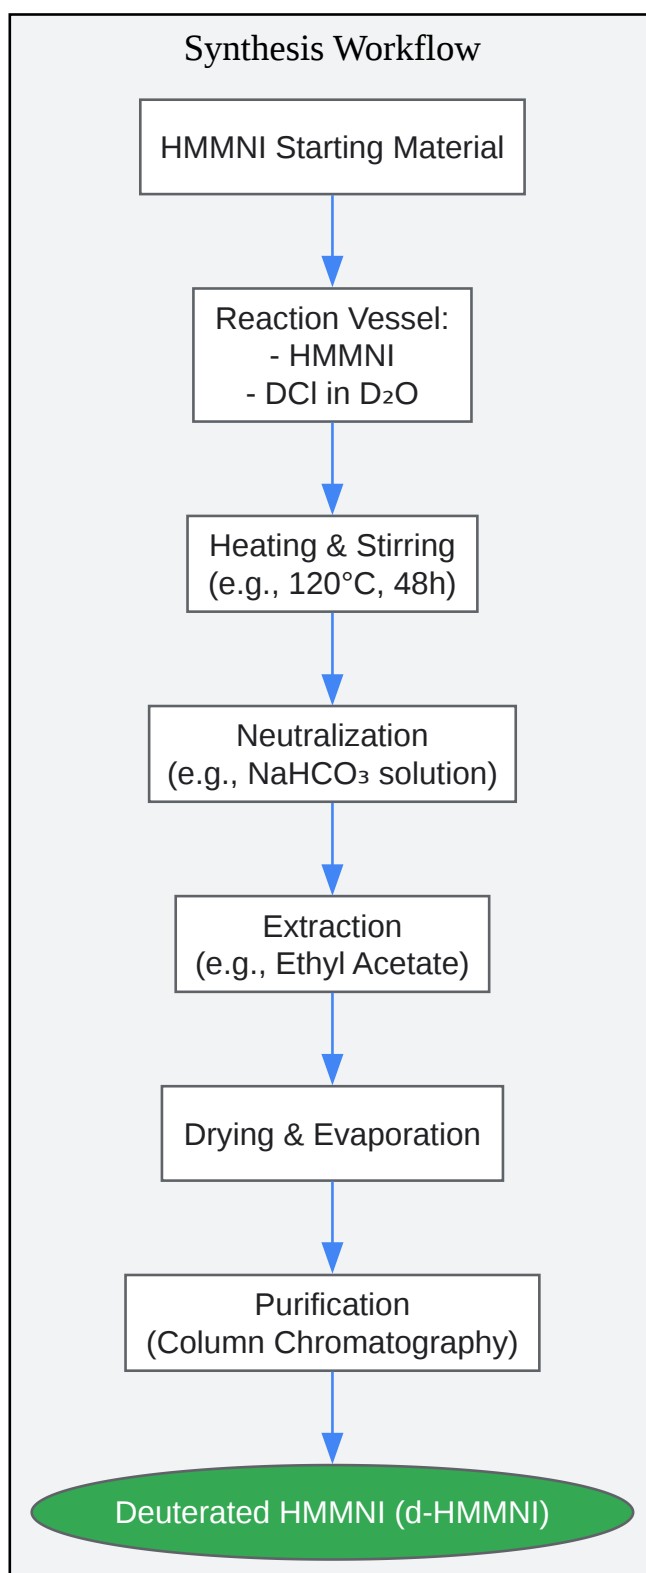 Synthesis Workflow
HMMNI Starting Material
Reaction Vessel:
- HMMNI
- DCl in D₂O
Heating & Stirring
(e.g., 120°C, 48h)
Neutralization
(e.g., NaHCO₃ solution)
Extraction
(e.g., Ethyl Acetate)
Drying & Evaporation
Purification
(Column Chromatography)
Deuterated HMMNI (d-HMMNI)